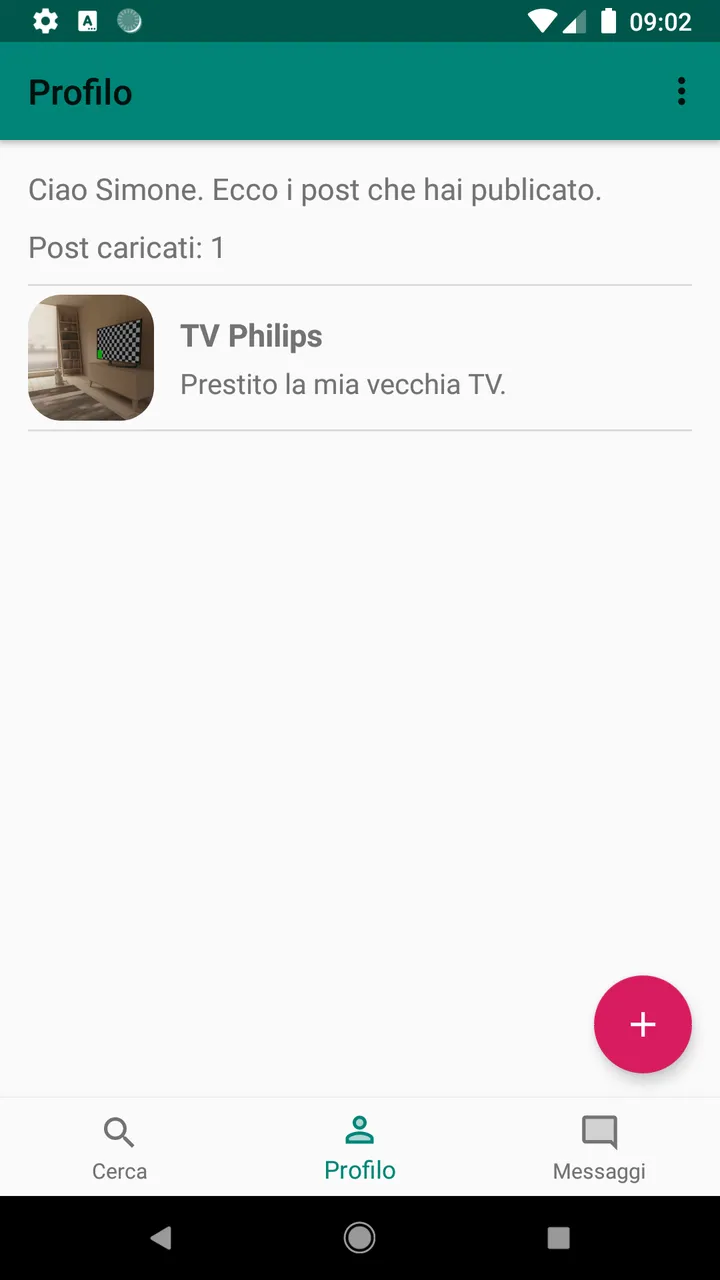 09:02
Profilo
Ciao Simone. Ecco i post che hai publicato.
Post caricati: 1
TV Philips
Prestito la mia vecchia TV.
Cerca
Profilo
Messaggi